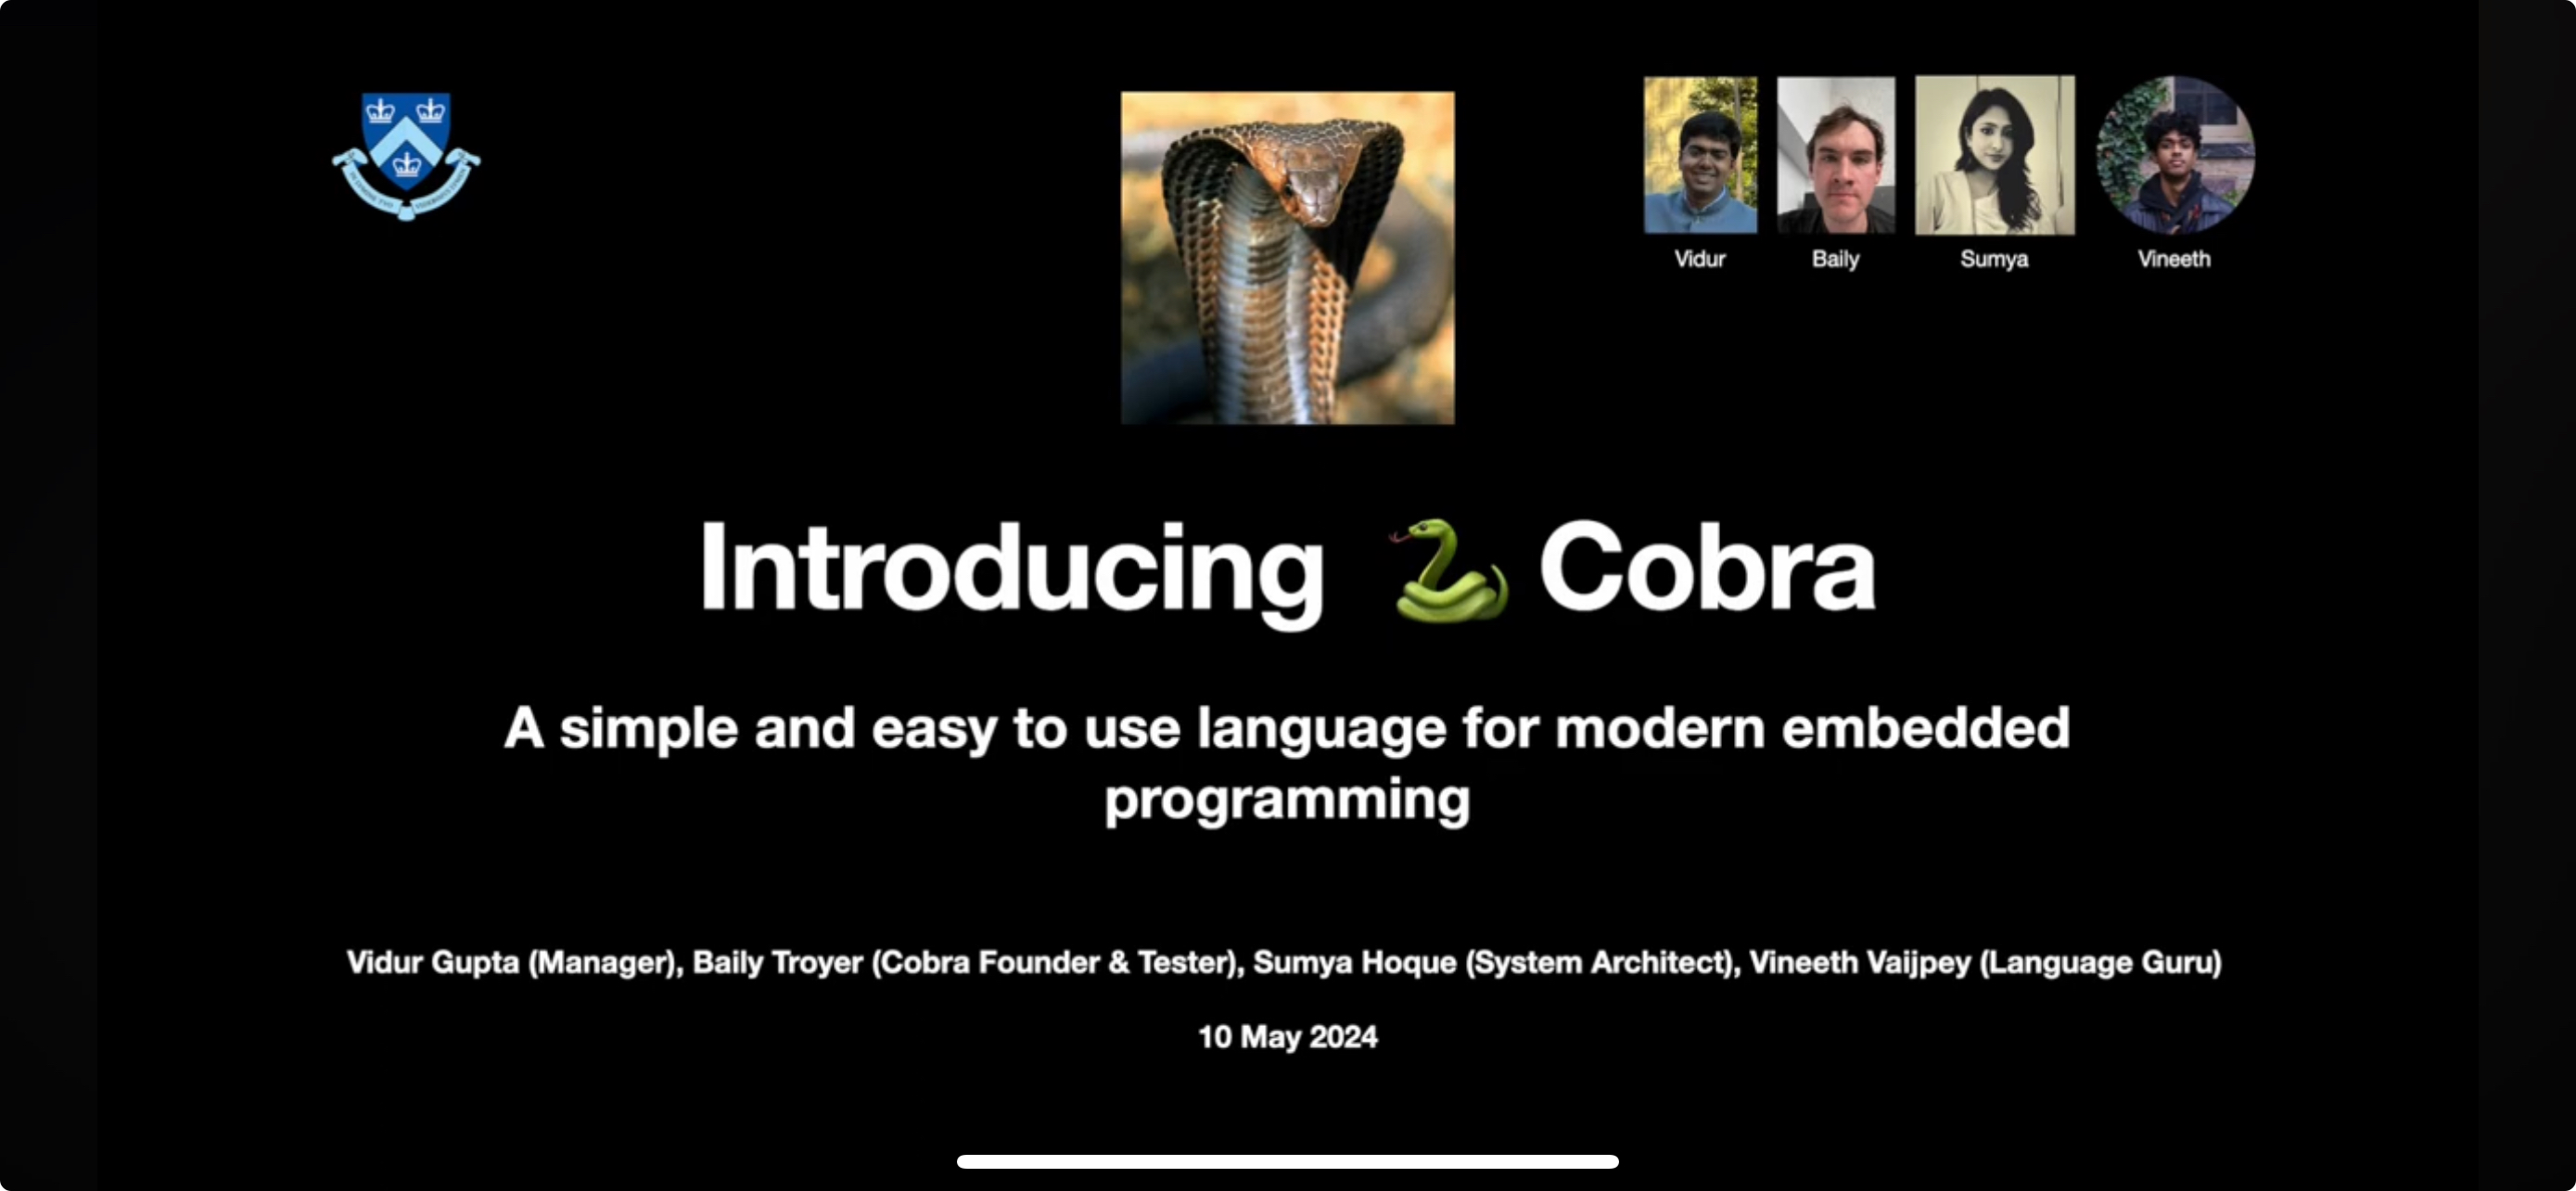 Vidur
Baily
Sumya
Vineeth
Introducing 🐍 Cobra
A simple and easy to use language for modern embedded
programming
Vidur Gupta (Manager), Baily Troyer (Cobra Founder & Tester), Sumya Hoque (System Architect), Vineeth Vaijpey (Language Guru)
10 May 2024